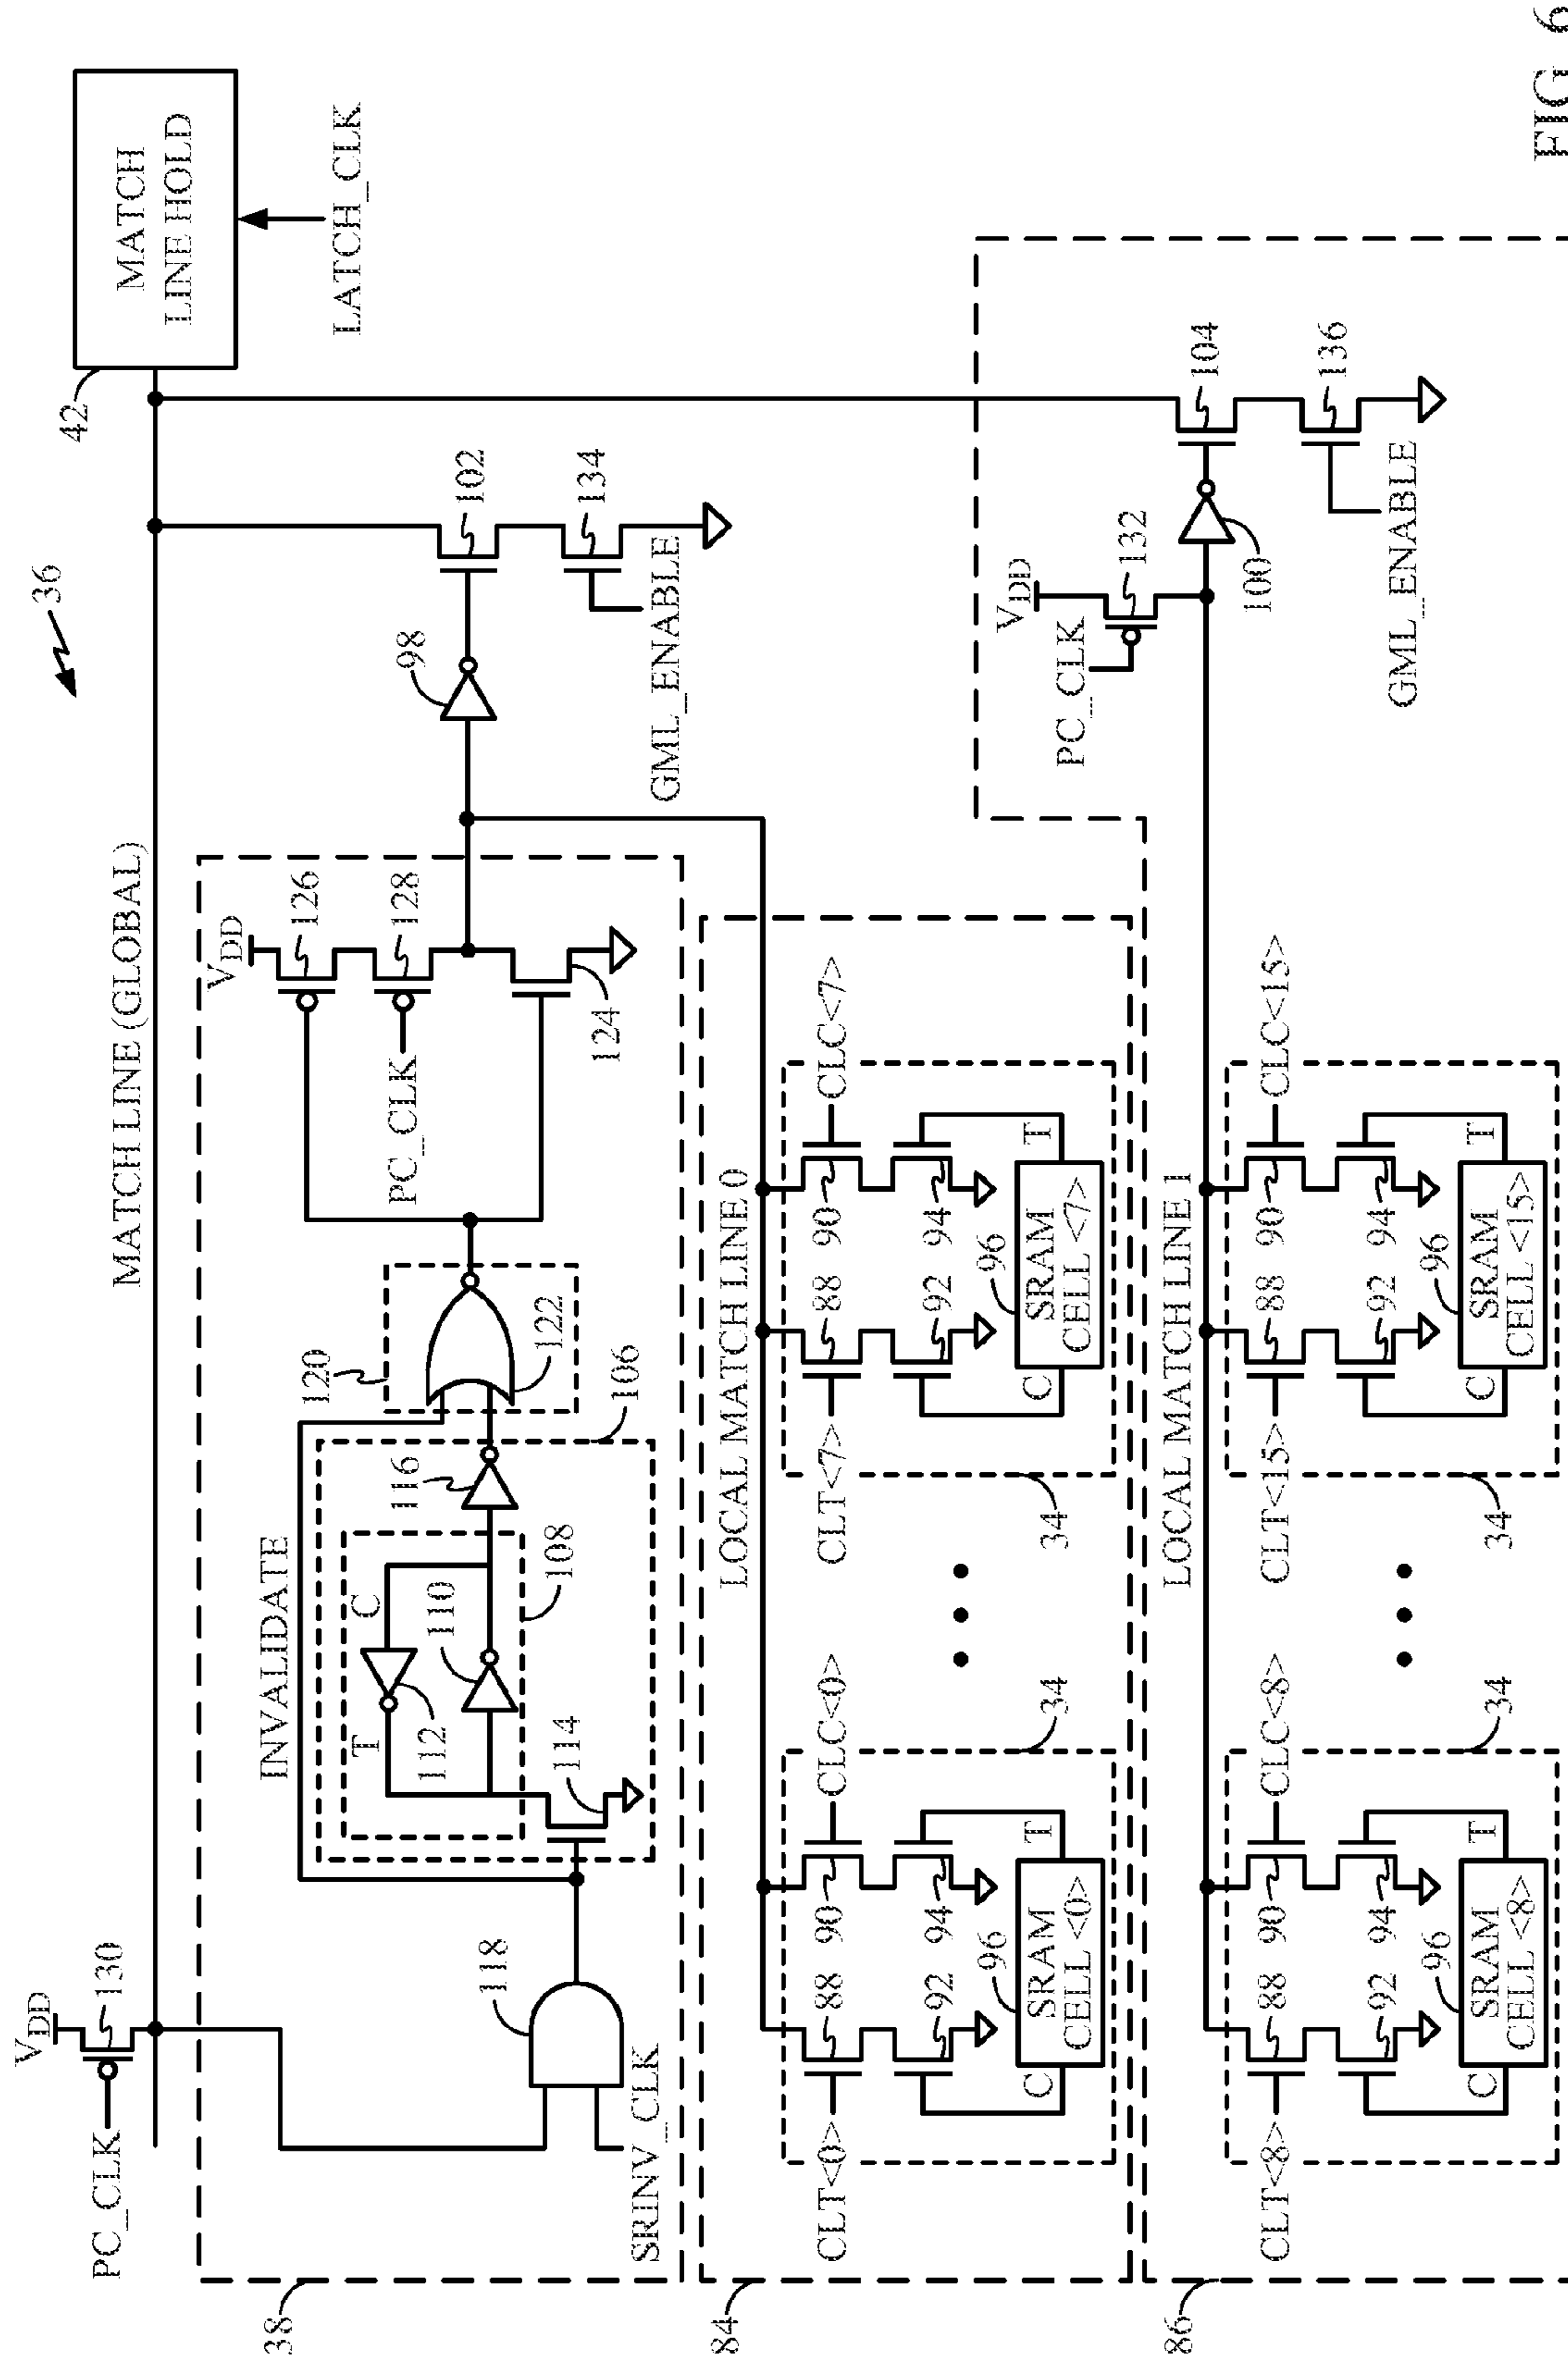 36
MATCH LINE (GLOBAL)
VDD
PC_CLK
130
42
MATCH
LINE HOLD
LATCH_CLK
38
INVALIDATE
SRINV_CLK
118
T
C
112
110
114
108
116
106
120
122
VDD
126
128
PC_CLK
124
98
102
134
GML_ENABLE
84
LOCAL MATCH LINE 0
CLT<0>
88
90
CLC<0>
92
94
96
C
T
SRAM
CELL <0>
34
CLT<7>
88
90
CLC<7>
92
94
96
C
T
SRAM
CELL <7>
34
86
LOCAL MATCH LINE 1
CLT<8>
88
90
CLC<8>
92
94
96
C
T
SRAM
CELL <8>
34
CLT<15>
88
90
CLC<15>
92
94
96
C
T
SRAM
CELL <15>
34
VDD
PC_CLK
132
100
104
136
GML_ENABLE
FIG. 6